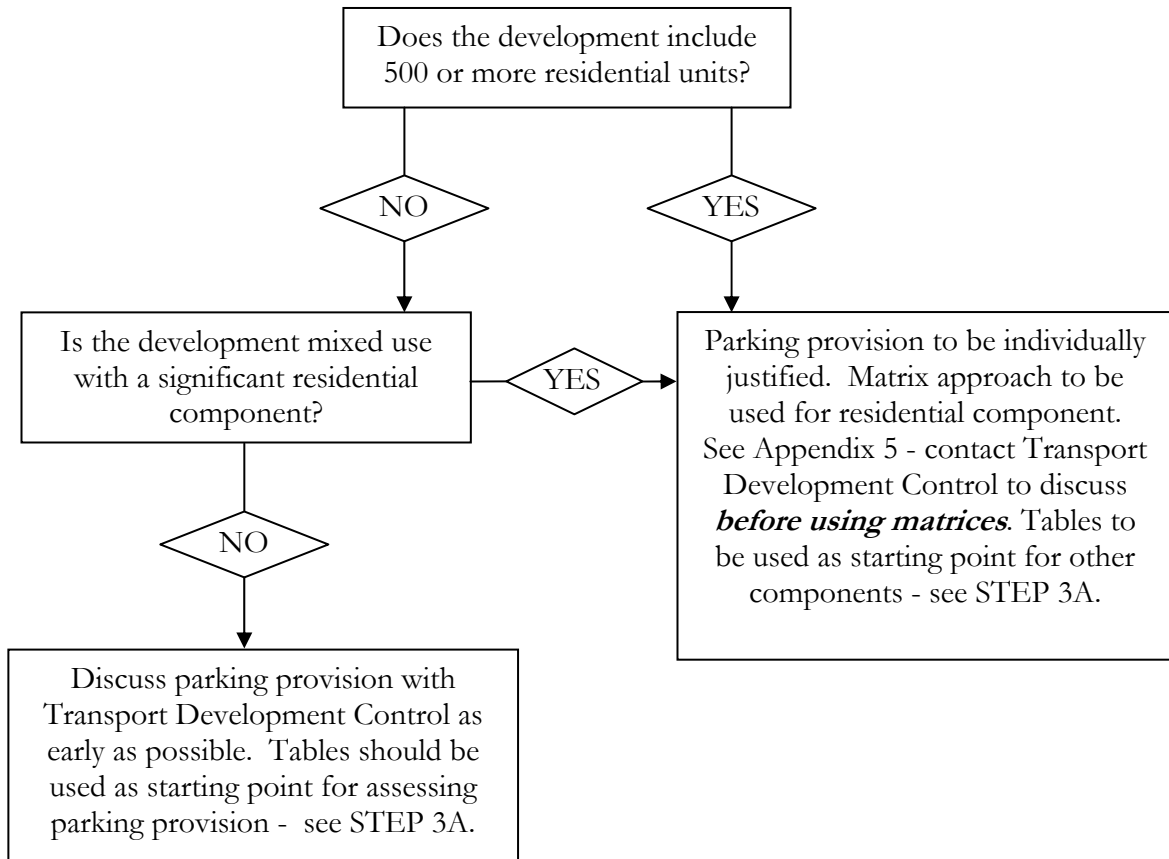 Does the development include
500 or more residential units?
NO
YES
Is the development mixed use
with a significant residential
component?
YES
Parking provision to be individually
justified.  Matrix approach to be
used for residential component.
See Appendix 5 - contact Transport
Development Control to discuss
before using matrices. Tables to
be used as starting point for other
components - see STEP 3A.
NO
Discuss parking provision with
Transport Development Control as
early as possible.  Tables should be
used as starting point for assessing
parking provision -  see STEP 3A.